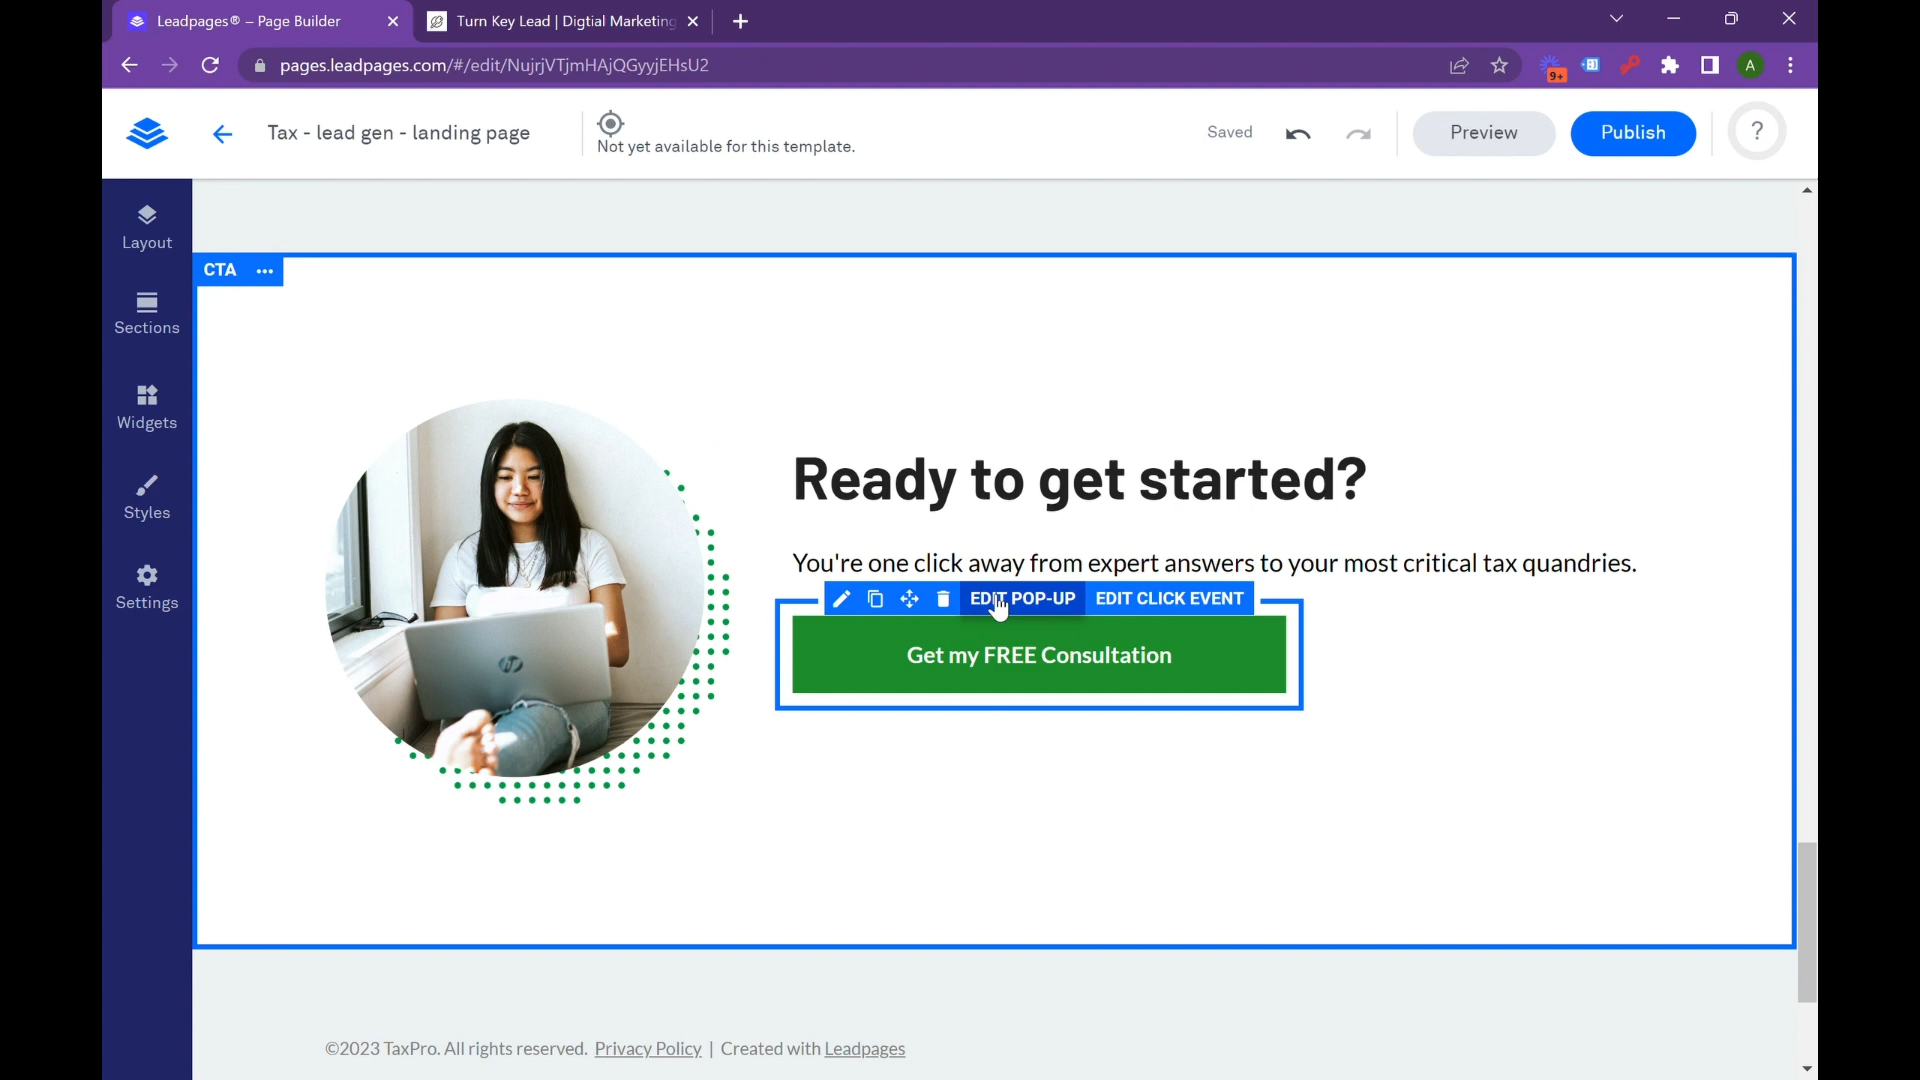 Leadpages® – Page Builder
Turn Key Lead | Digtial Marketing
pages.leadpages.com/#/edit/NujrjVTjmHAjQGyyjEHsU2
9+
A
Tax - lead gen - landing page
Not yet available for this template.
Saved
Preview
Publish
?
Layout
Sections
Widgets
Styles
Settings
CTA
Ready to get started?
You're one click away from expert answers to your most critical tax quandries.
EDIT POP-UP
EDIT CLICK EVENT
Get my FREE Consultation
hp
©2023 TaxPro. All rights reserved. Privacy Policy | Created with Leadpages